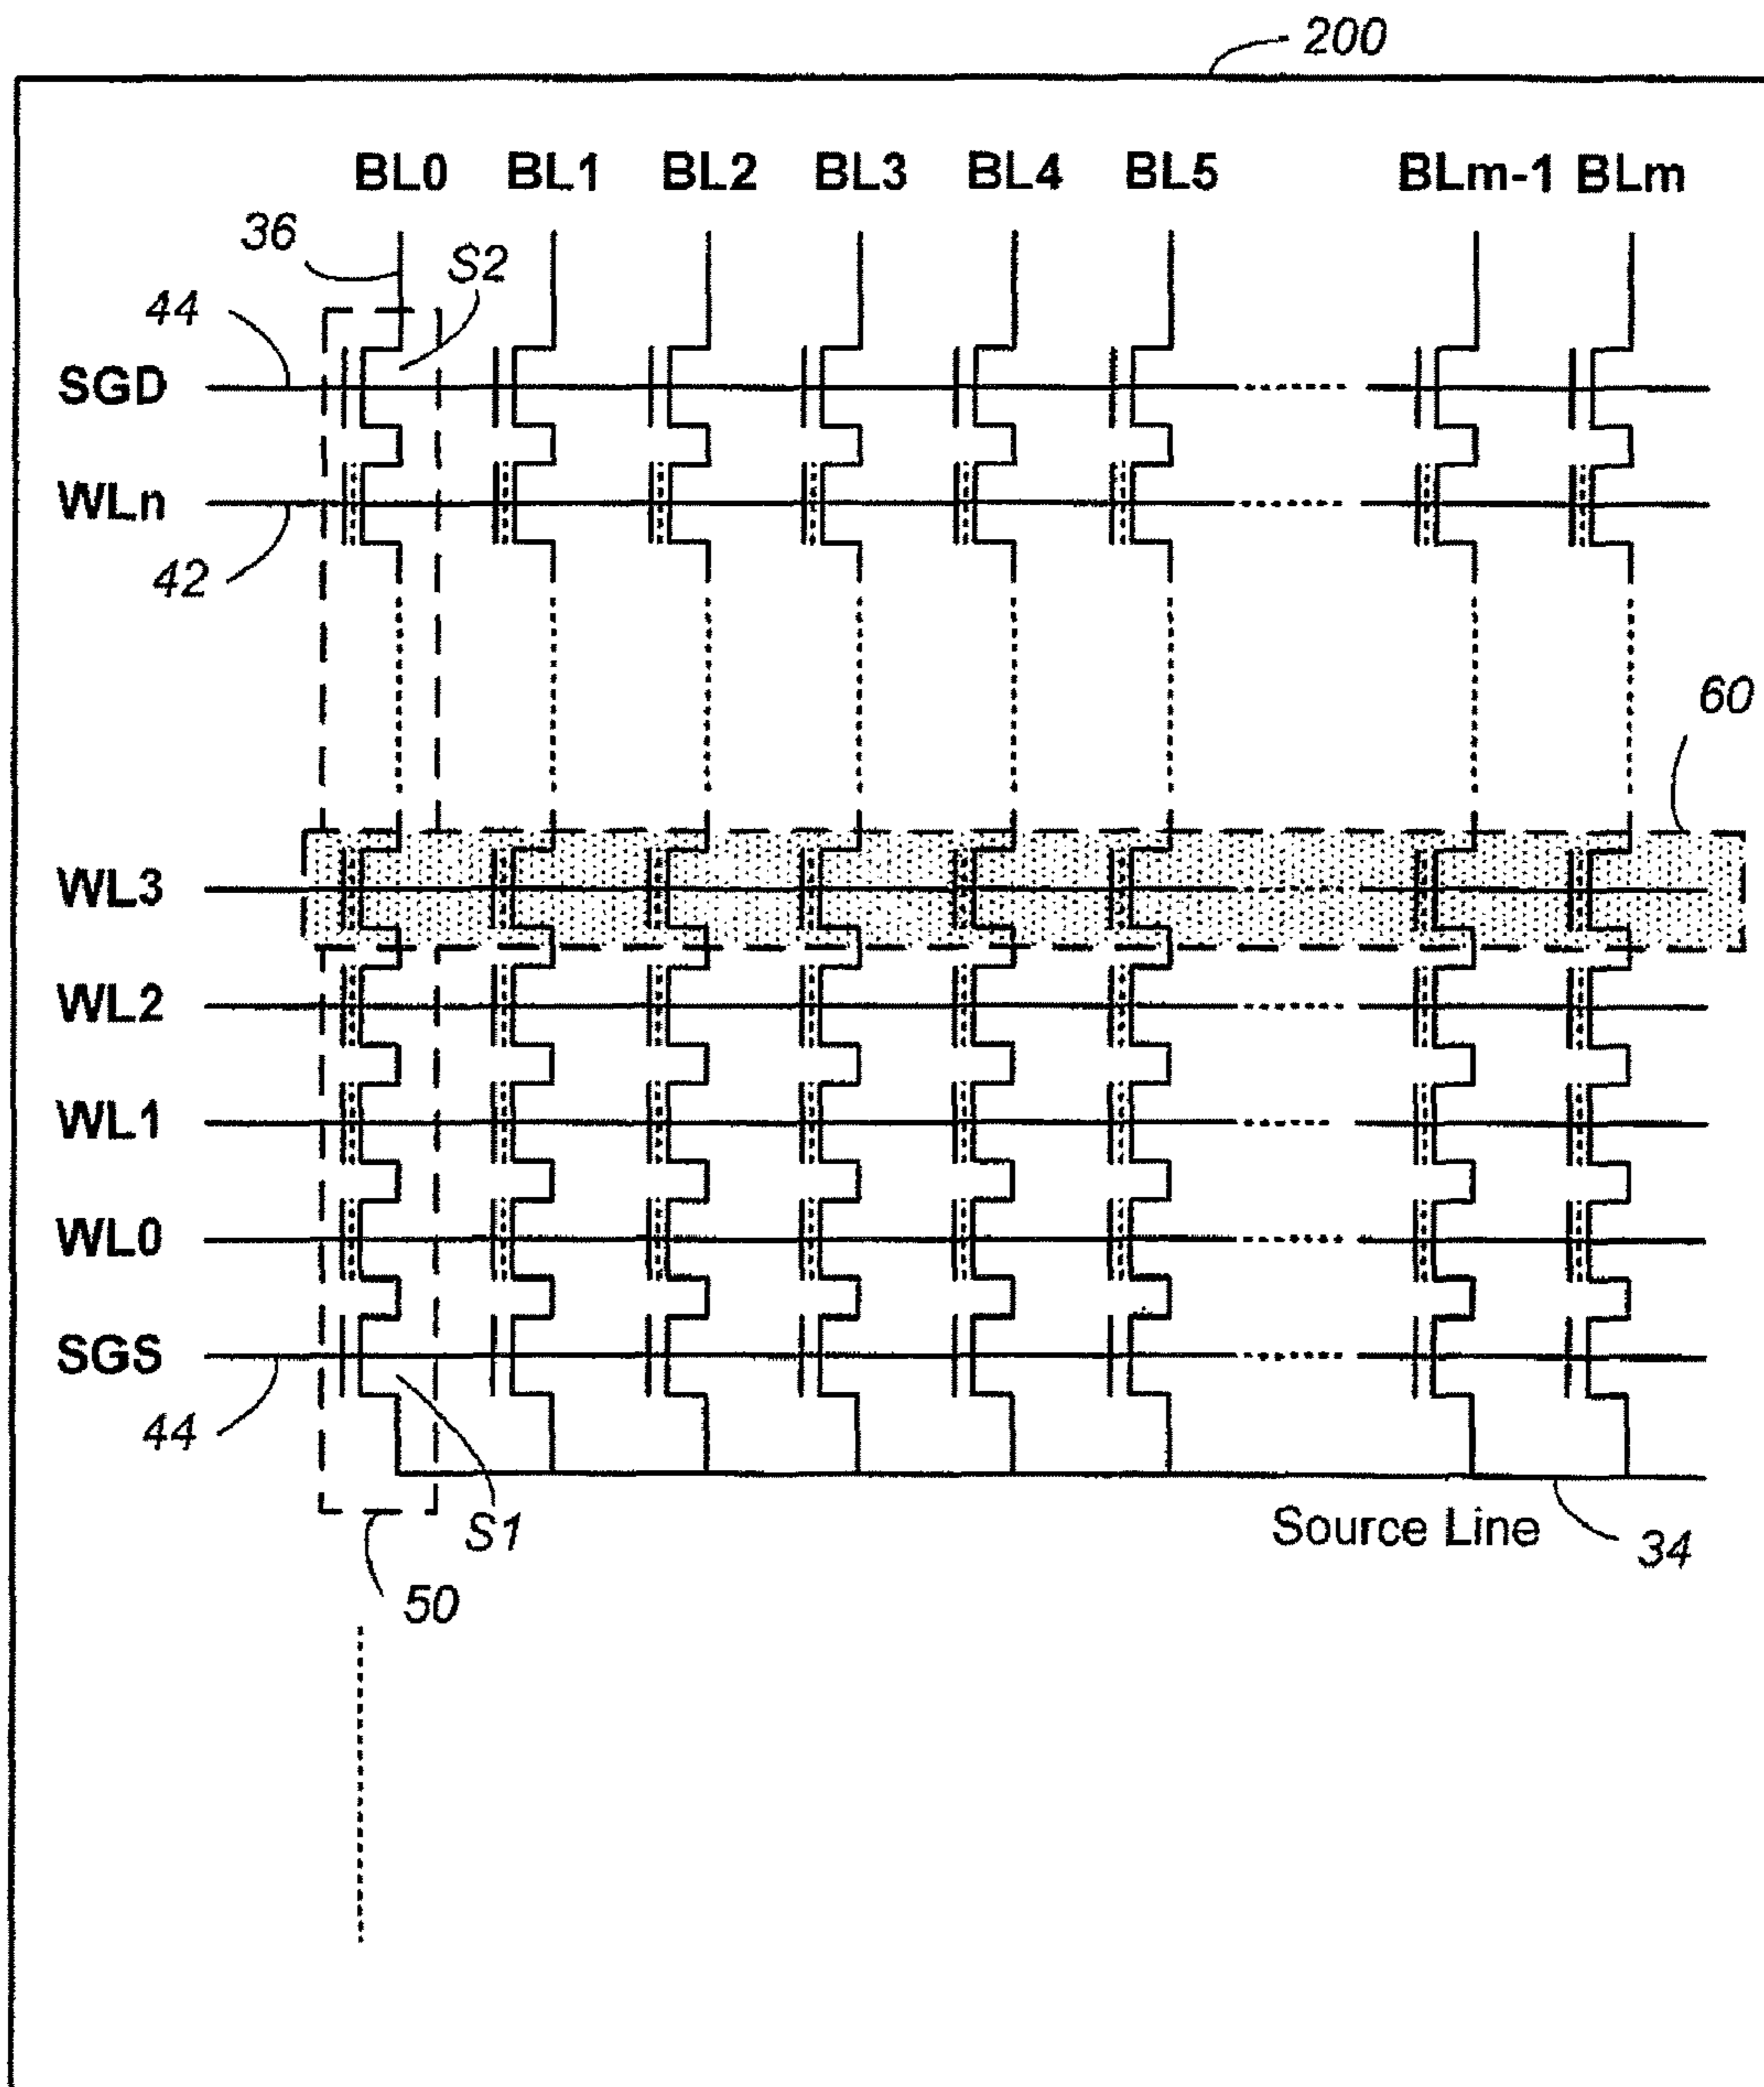 200
BL0 BL1 BL2 BL3 BL4 BL5 BLm-1 BLm
36
S2
44
SGD
WLn
42
60
WL3
WL2
WL1
WL0
SGS
44
S1
Source Line
34
50